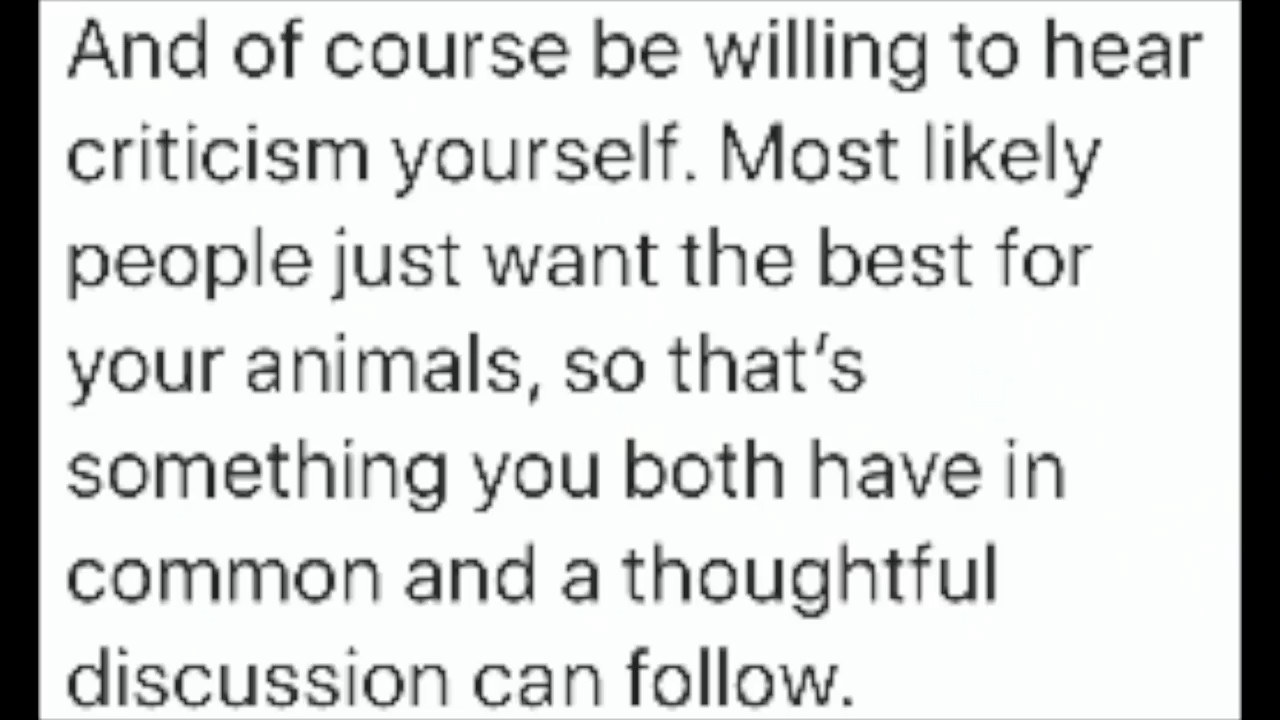 And of course be willing to hear
criticism yourself. Most likely
people just want the best for
your animals, so that's
something you both have in
common and a thoughtful
discussion can follow.